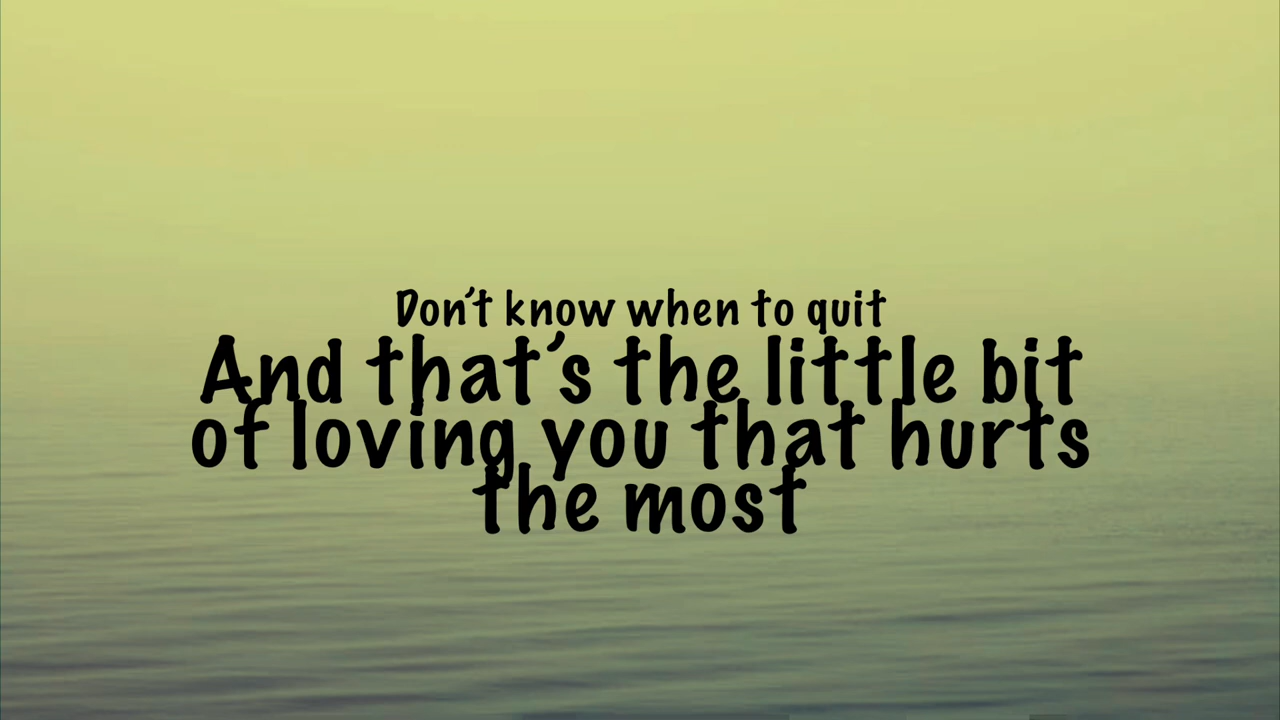 Don't know when to quit
And that's the little bit
of loving you that hurts
the most